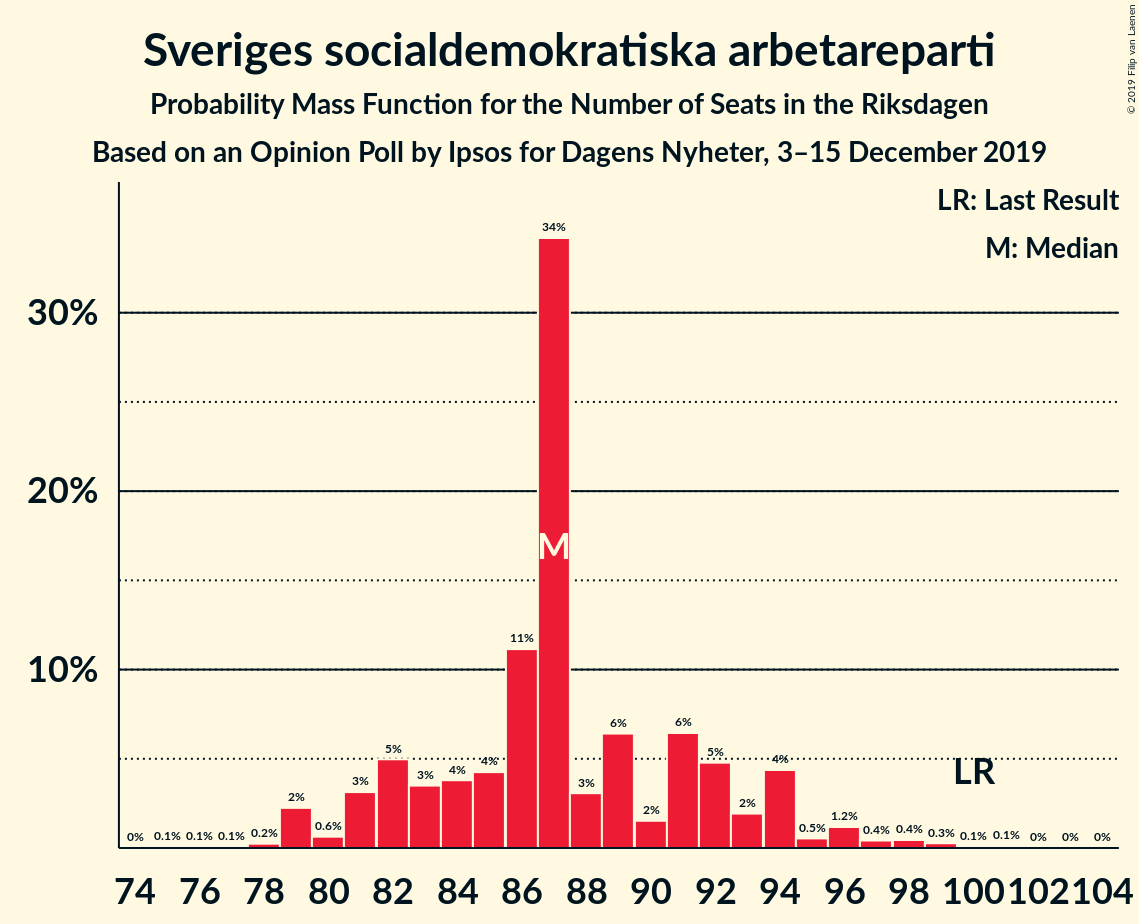 Sveriges socialdemokratiska arbetareparti
Probability Mass Function for the Number of Seats in the Riksdagen
Based on an Opinion Poll by Ipsos for Dagens Nyheter, 3–15 December 2019
© 2019 Filip van Laenen
LR: Last Result
M: Median
30%
20%
10%
0% 0.1% 0.1% 0.1% 0.2% 2% 0.6% 3% 5% 3% 4% 4% 11% 34% 3% 6% 2% 6% 5% 2% 4% 0.5% 1.2% 0.4% 0.4% 0.3% 0.1% 0.1% 0% 0% 0%
M
LR
74 76 78 80 82 84 86 88 90 92 94 96 98 100 102 104